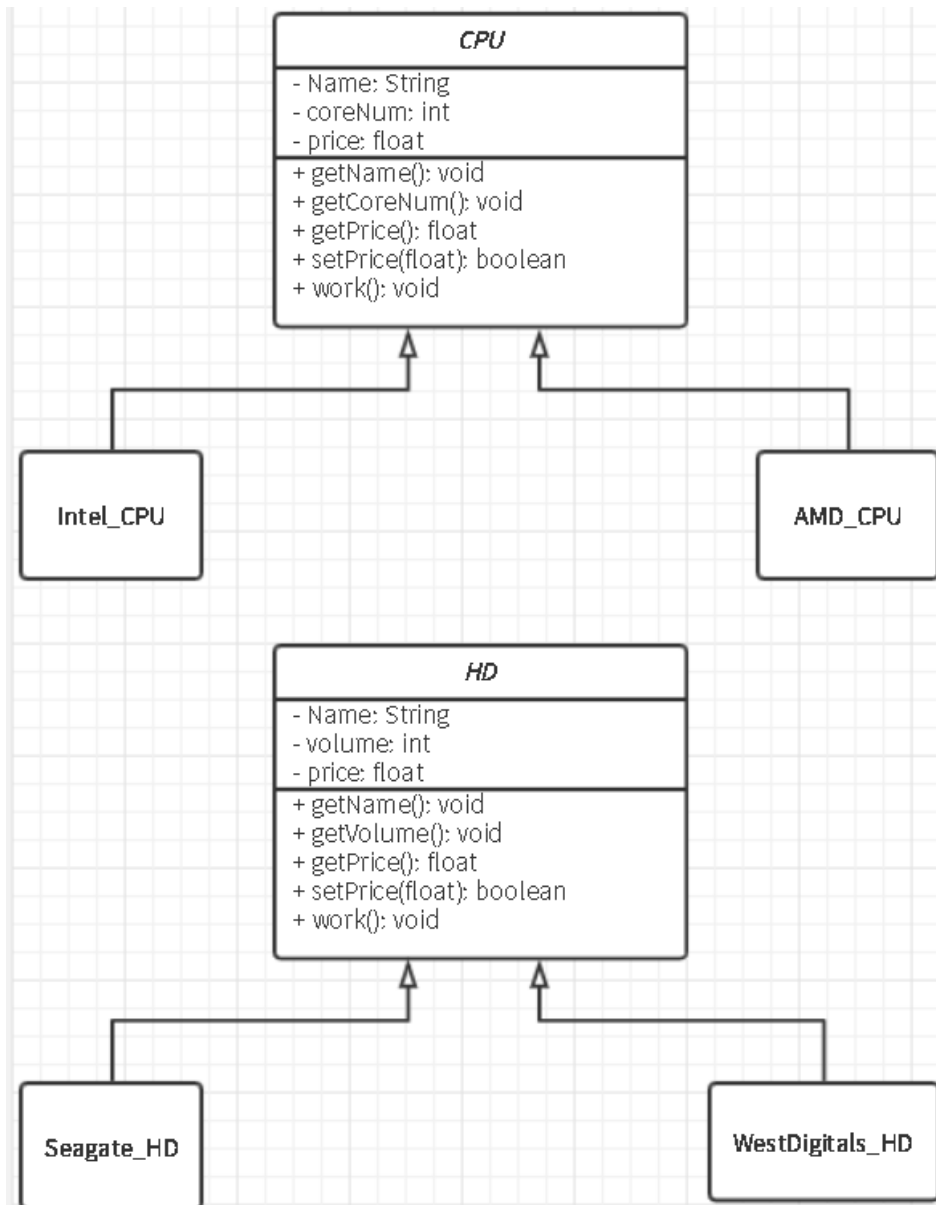 CPU
- Name: String
- coreNum: int
- price: float
+ getName(): void
+ getCoreNum(): void
+ getPrice(): float
+ setPrice(float): boolean
+ work(): void
Intel_CPU
AMD_CPU
HD
- Name: String
- volume: int
- price: float
+ getName(): void
+ getVolume(): void
+ getPrice(): float
+ setPrice(float): boolean
+ work(): void
Seagate_HD
WestDigitals_HD